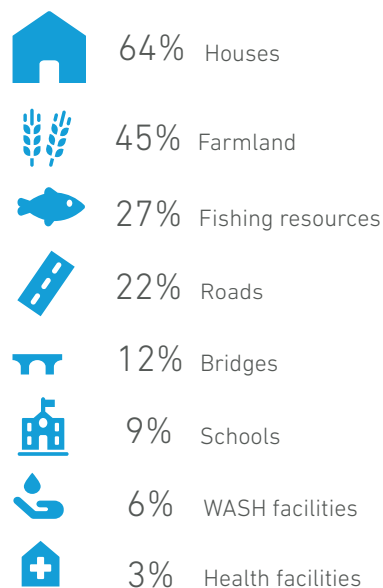 64% Houses
45% Farmland
27% Fishing resources
22% Roads
12% Bridges
9% Schools
6% WASH facilities
3% Health facilities